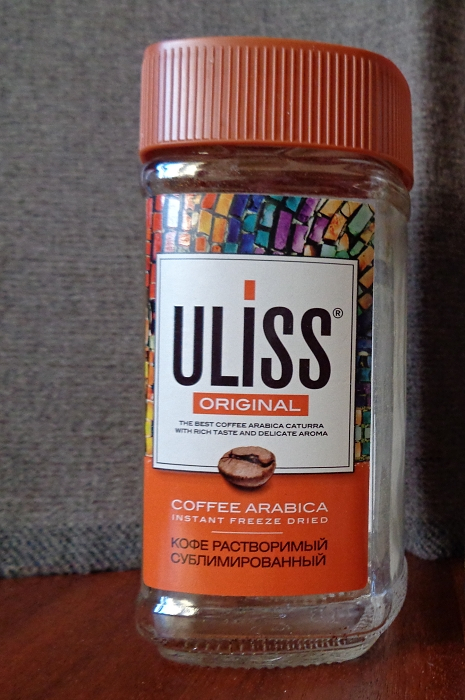 ULiSS®
ORIGINAL
THE BEST COFFEE ARABICA CATURRA
WITH RICH TASTE AND DELICATE AROMA
COFFEE ARABICA
INSTANT FREEZE DRIED
КОФЕ РАСТВОРИМЫЙ
СУБЛИМИРОВАННЫЙ